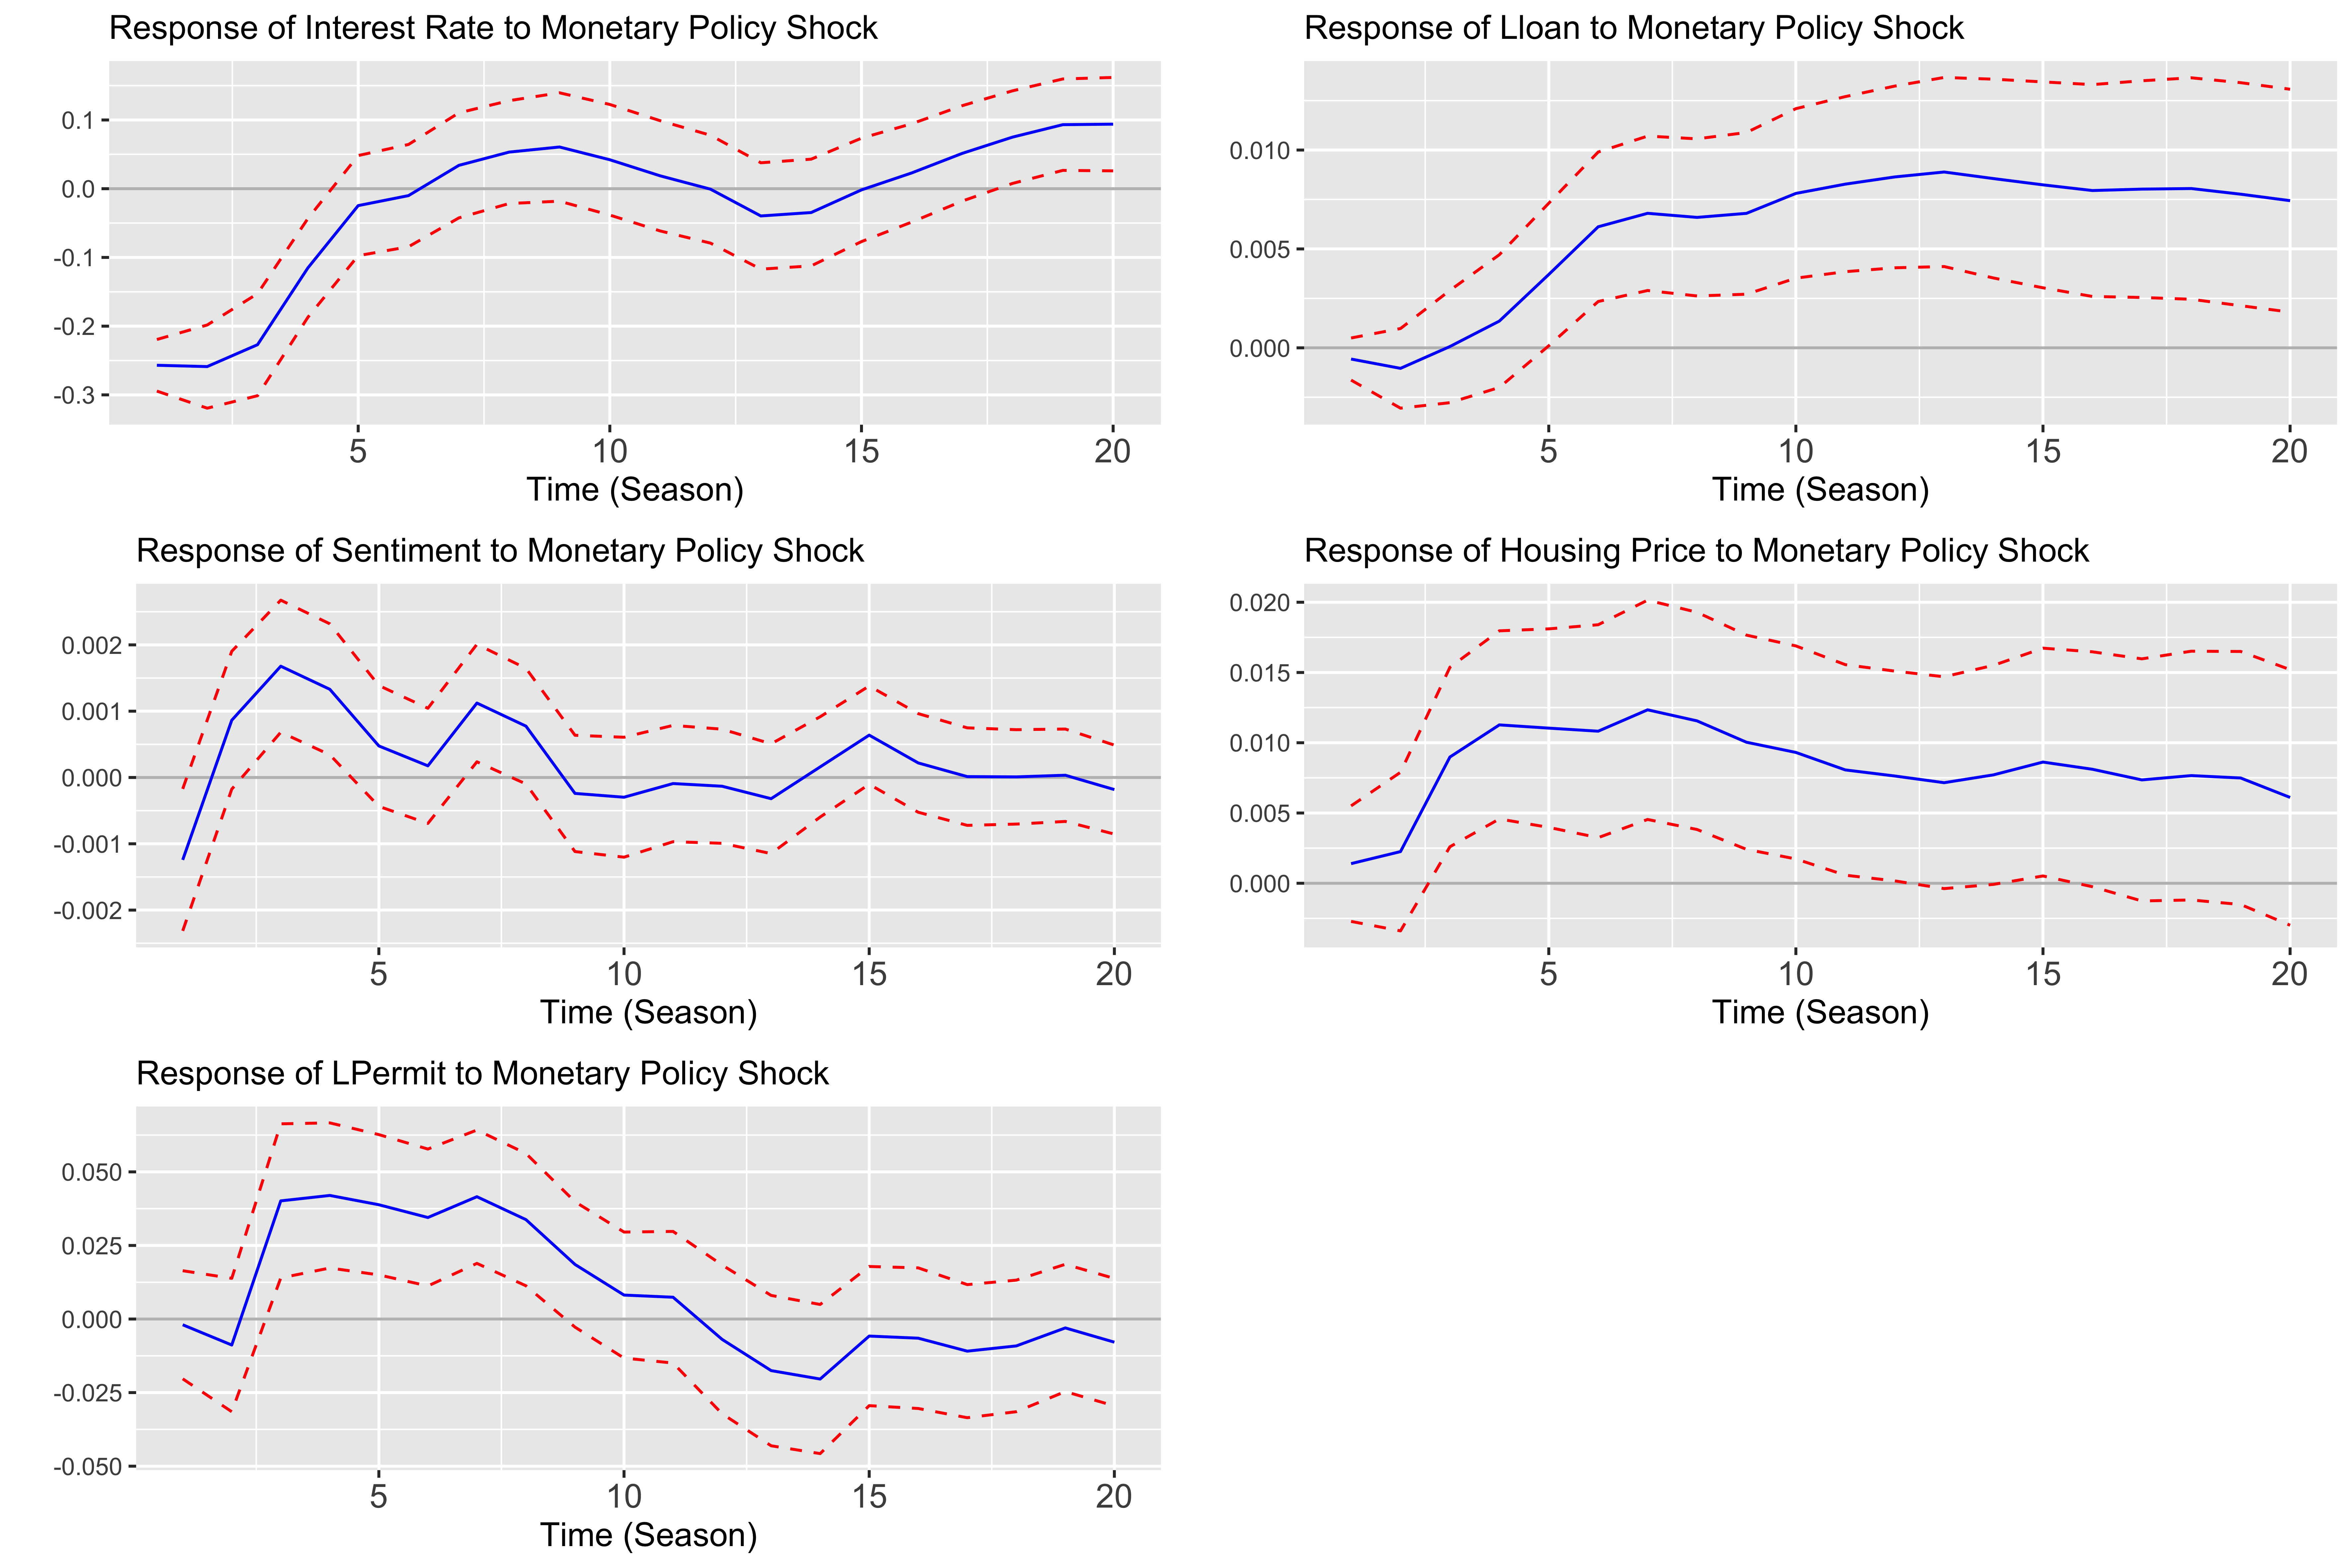 Response of Interest Rate to Monetary Policy Shock
0.1
0.0
-0.1
-0.2
-0.3
5 10 15 20
Time (Season)
Response of Lloan to Monetary Policy Shock
0.010
0.005
0.000
5 10 15 20
Time (Season)
Response of Sentiment to Monetary Policy Shock
0.002
0.001
0.000
-0.001
-0.002
5 10 15 20
Time (Season)
Response of Housing Price to Monetary Policy Shock
0.020
0.015
0.010
0.005
0.000
5 10 15 20
Time (Season)
Response of LPermit to Monetary Policy Shock
0.050
0.025
0.000
-0.025
-0.050
5 10 15 20
Time (Season)